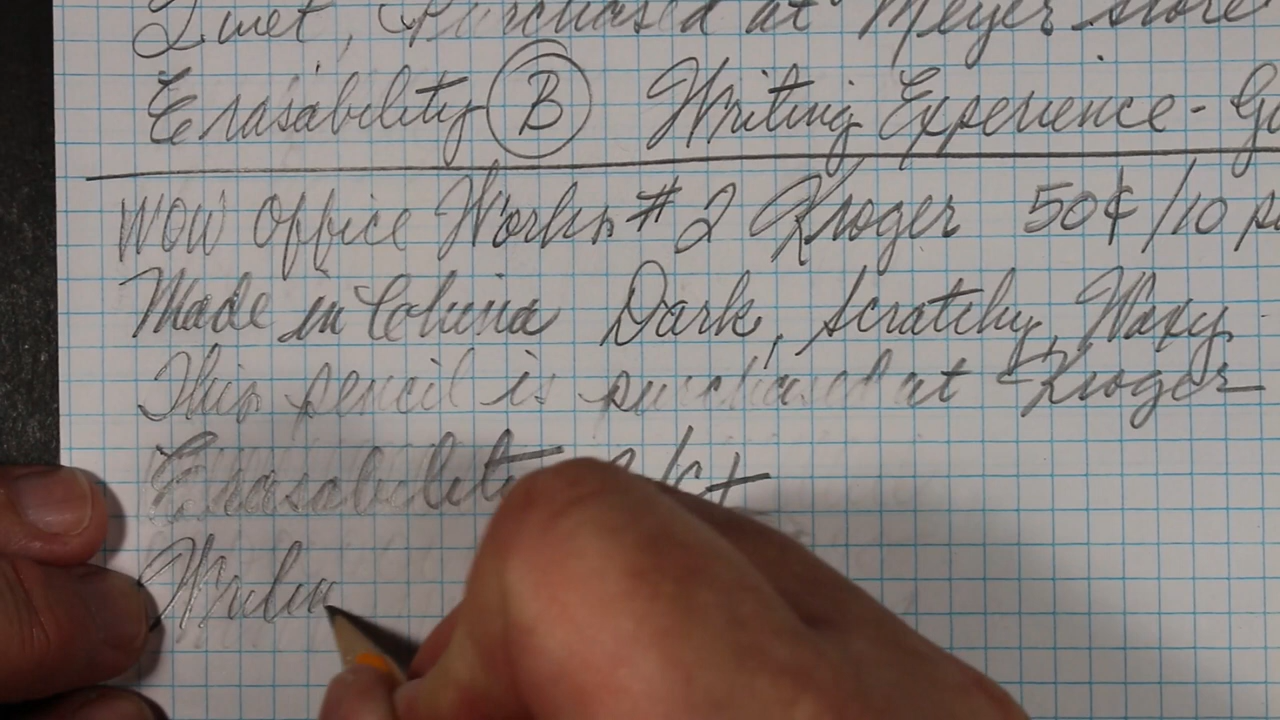 Quiet, Purchased at Meyer store
Erasability B Writing Experience - 
WOW Office Works #2 Kroger 50¢/10
Made in China Dark, Scratchy, Waxy
This pencil is purchased at Kroger
Erasability